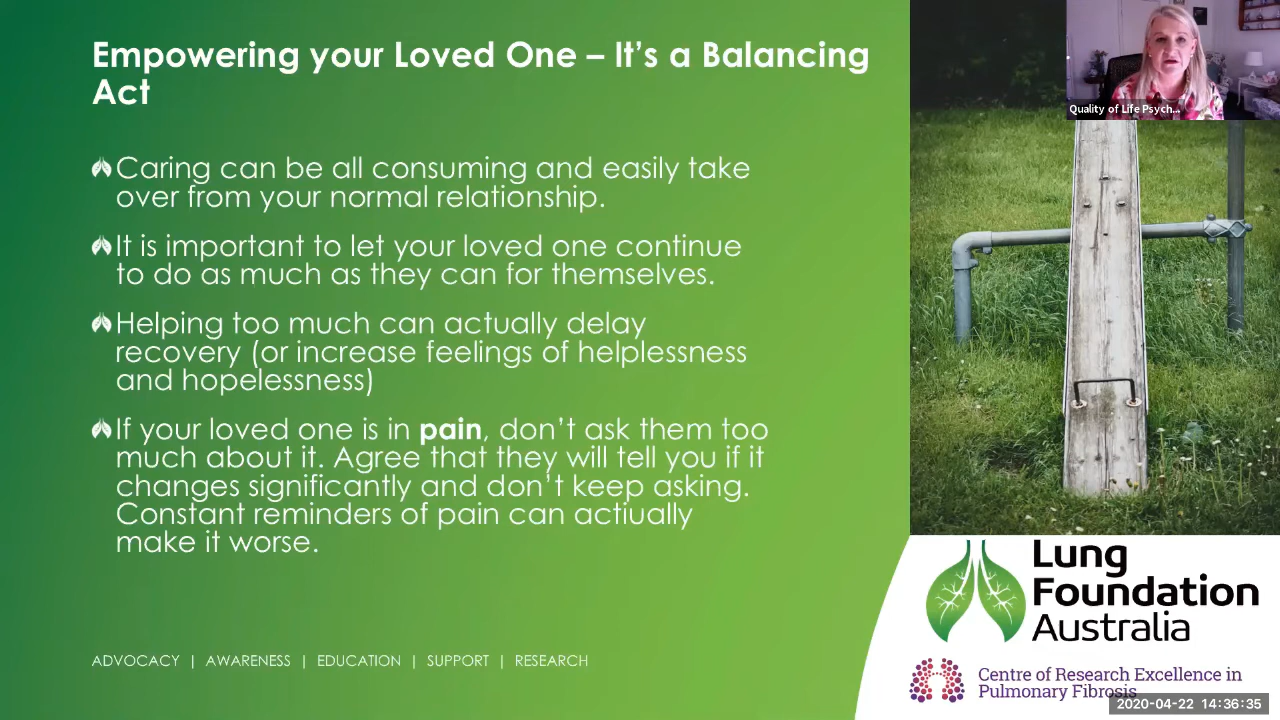 Empowering your Loved One – It's a Balancing
Act
Caring can be all consuming and easily take
over from your normal relationship.
It is important to let your loved one continue
to do as much as they can for themselves.
Helping too much can actually delay
recovery (or increase feelings of helplessness
and hopelessness)
If your loved one is in pain, don't ask them too
much about it. Agree that they will tell you if it
changes significantly and don't keep asking.
Constant reminders of pain can actiually
make it worse.
ADVOCACY | AWARENESS | EDUCATION | SUPPORT | RESEARCH
Quality of Life Psych...
Lung
Foundation
Australia
Centre of Research Excellence in
Pulmonary Fibrosis
2020-04-22 14:36:35